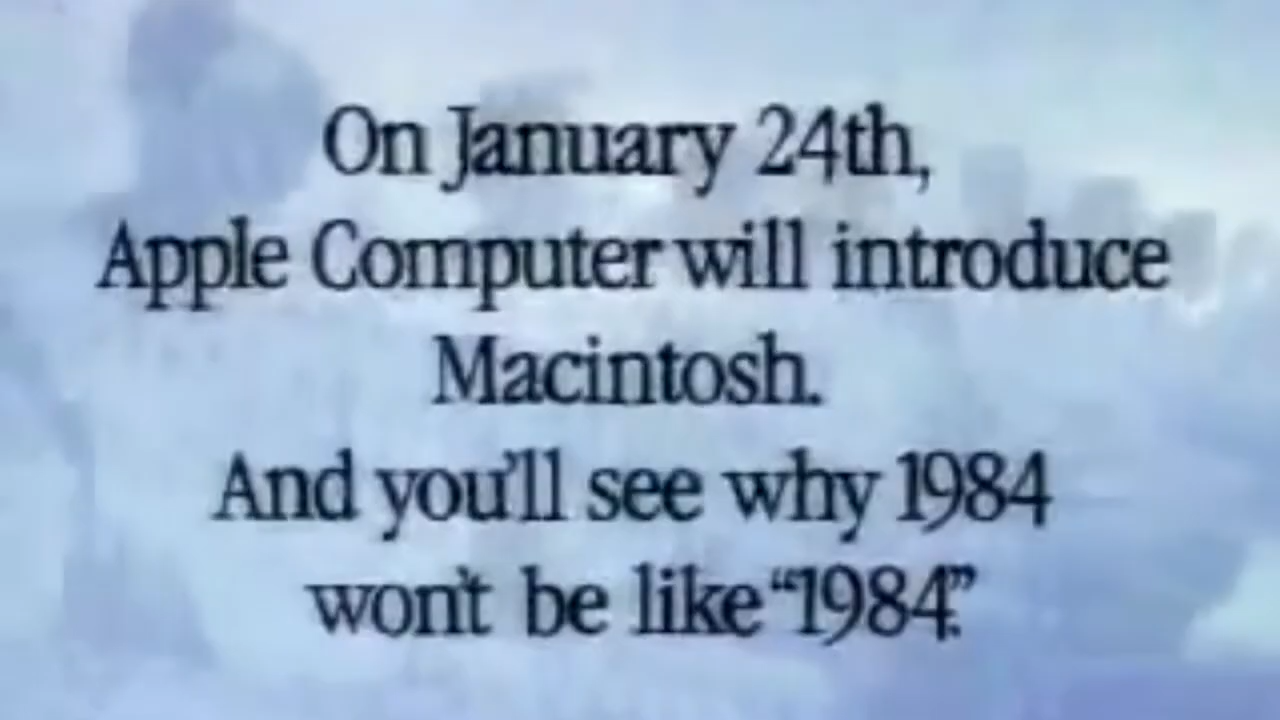 On January 24th,
Apple Computer will introduce
Macintosh.
And you'll see why 1984
won't be like “1984.”